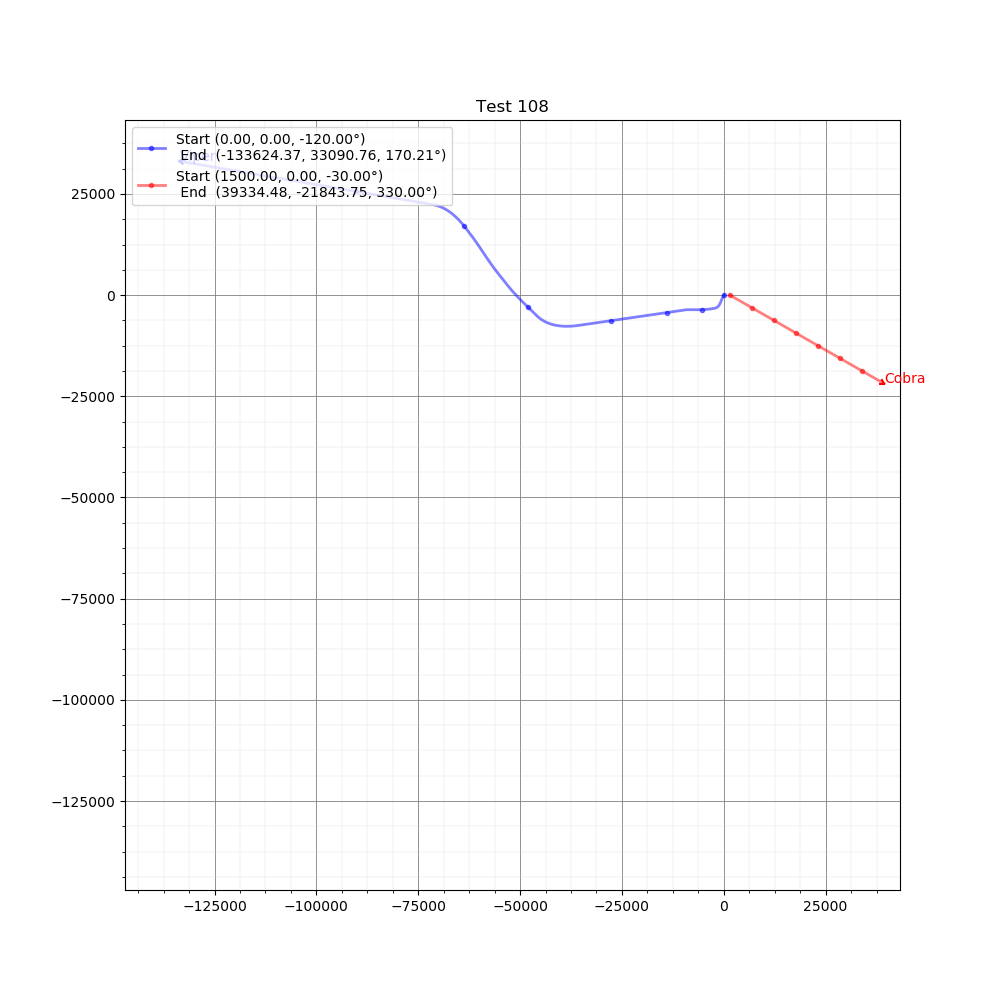 Test 108
Start (0.00, 0.00, -120.00°)
End (-133624.37, 33090.76, 170.21°)
Start (1500.00, 0.00, -30.00°)
End (39334.48, -21843.75, 330.00°)
25000
0
−25000
−50000
−75000
−100000
−125000
Cobra
−125000
−100000
−75000
−50000
−25000
0
25000